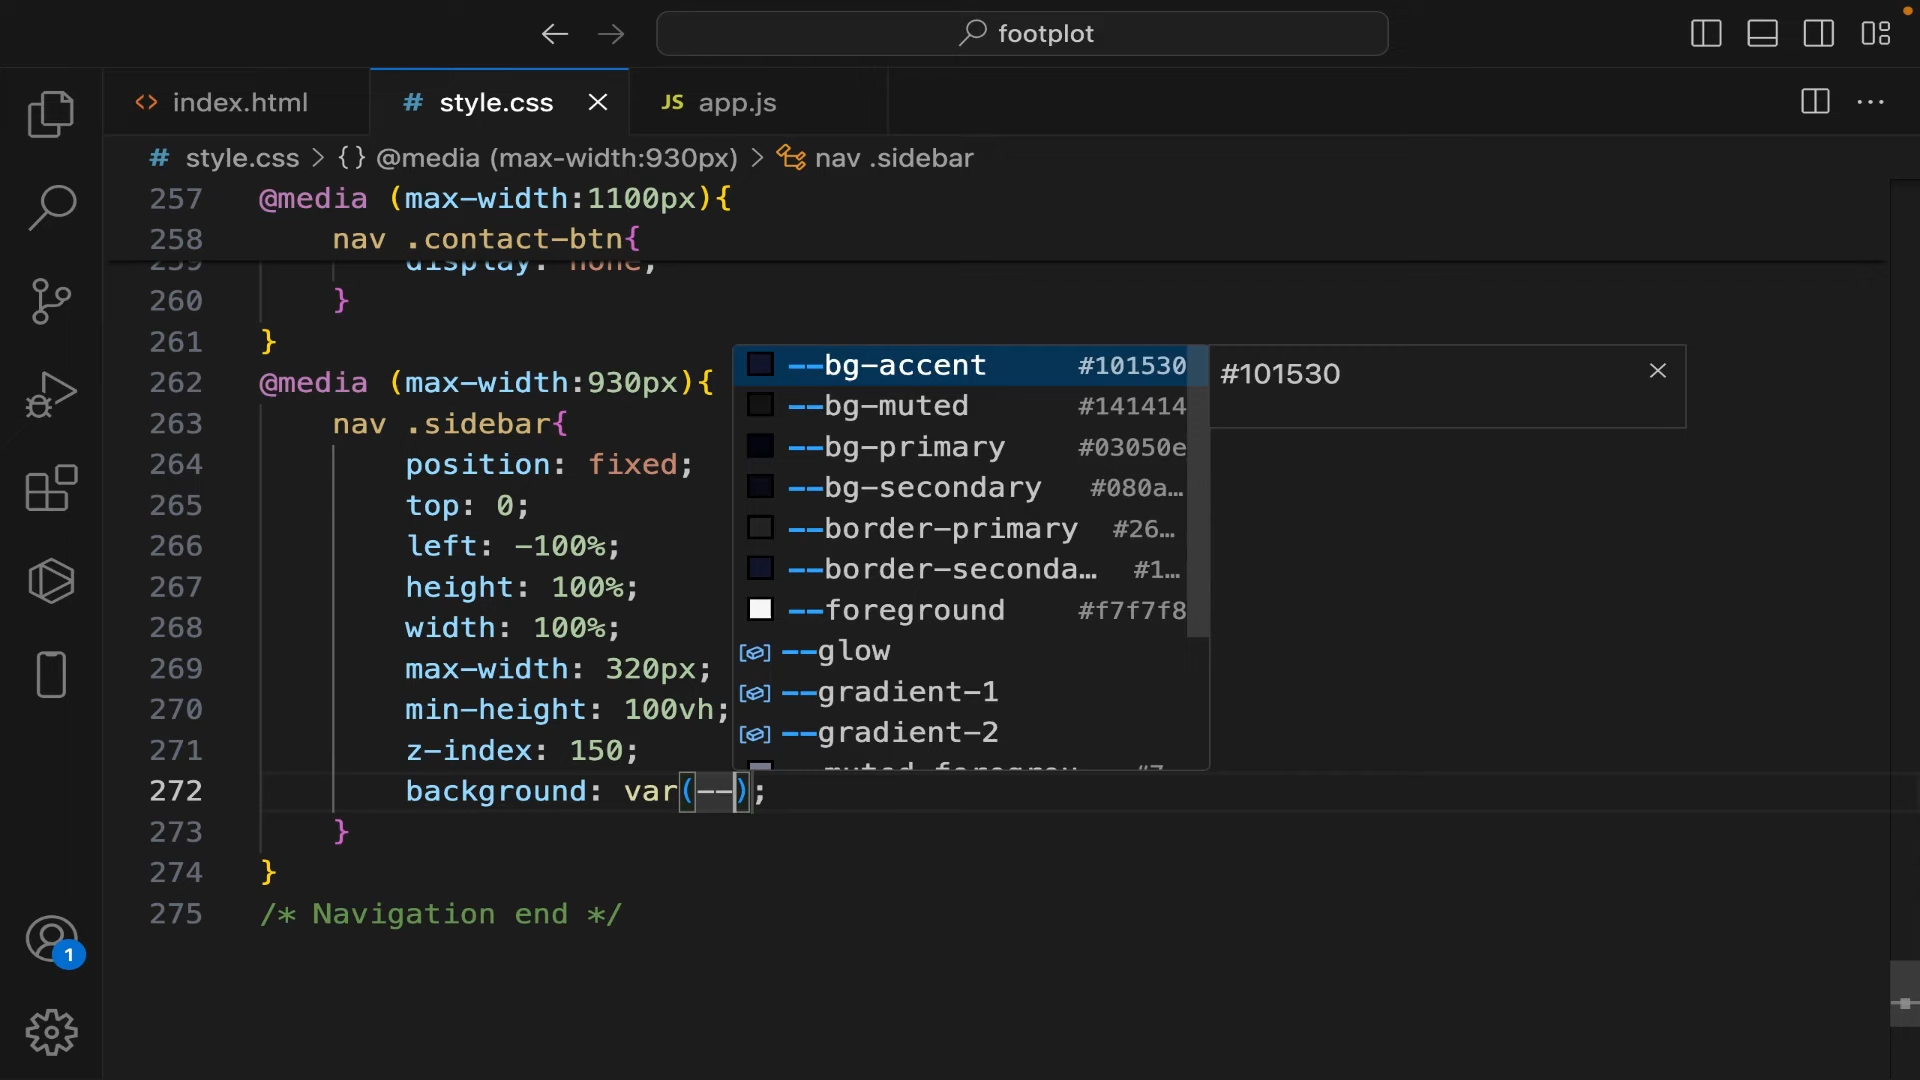 footplot
<> index.html
# style.css
JS app.js
# style.css > {} @media (max-width:930px) > nav .sidebar
257 @media (max-width:1100px){
258 nav .contact-btn{
259 display: none;
260 }
261 }
262 @media (max-width:930px){
263 nav .sidebar{
264 position: fixed;
265 top: 0;
266 left: -100%;
267 height: 100%;
268 width: 100%;
269 max-width: 320px;
270 min-height: 100vh;
271 z-index: 150;
272 background: var(--);
273 }
274 }
275 /* Navigation end */
--bg-accent #101530
--bg-muted #141414
--bg-primary #03050e
--bg-secondary #080a…
--border-primary #26…
--border-seconda… #1…
--foreground #f7f7f8
--glow
--gradient-1
--gradient-2
#101530
1